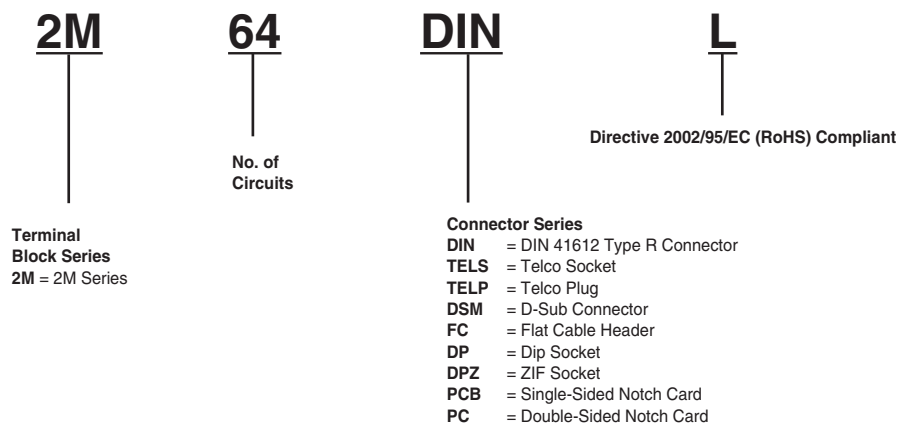 2M 64 DIN L
Directive 2002/95/EC (RoHS) Compliant
No. of
Circuits
Terminal
Block Series
2M = 2M Series
Connector Series
DIN = DIN 41612 Type R Connector
TELS = Telco Socket
TELP = Telco Plug
DSM = D-Sub Connector
FC = Flat Cable Header
DP = Dip Socket
DPZ = ZIF Socket
PCB = Single-Sided Notch Card
PC = Double-Sided Notch Card